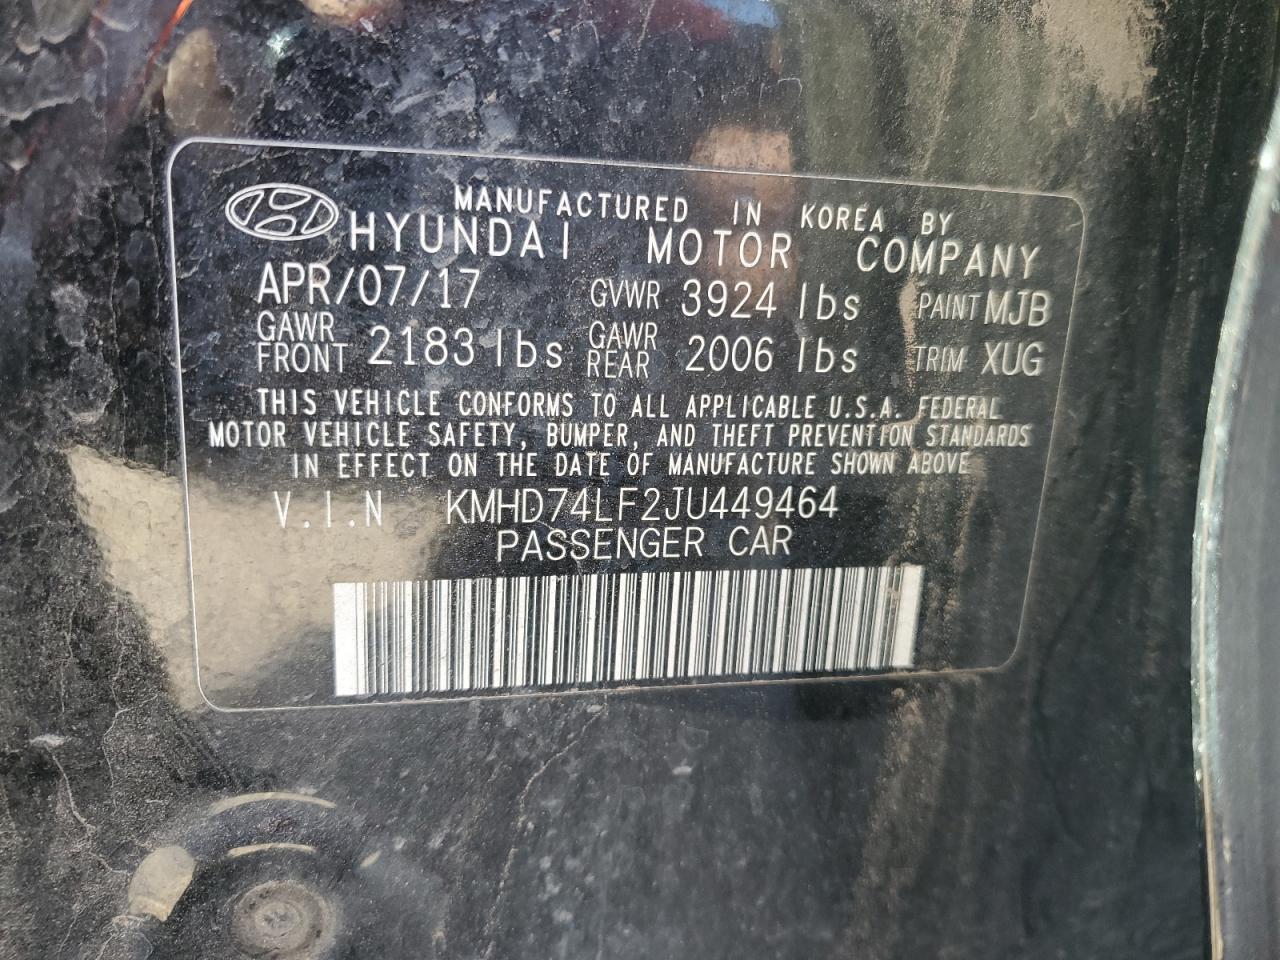 MANUFACTURED IN KOREA BY
HYUNDAI MOTOR COMPANY
APR/07/17 GVWR 3924 lbs PAINT MJB
GAWR FRONT 2183 lbs GAWR REAR 2006 lbs TRIM XUG
THIS VEHICLE CONFORMS TO ALL APPLICABLE U.S.A. FEDERAL
MOTOR VEHICLE SAFETY, BUMPER, AND THEFT PREVENTION STANDARDS
IN EFFECT ON THE DATE OF MANUFACTURE SHOWN ABOVE
V.I.N KMHD74LF2JU449464
PASSENGER CAR